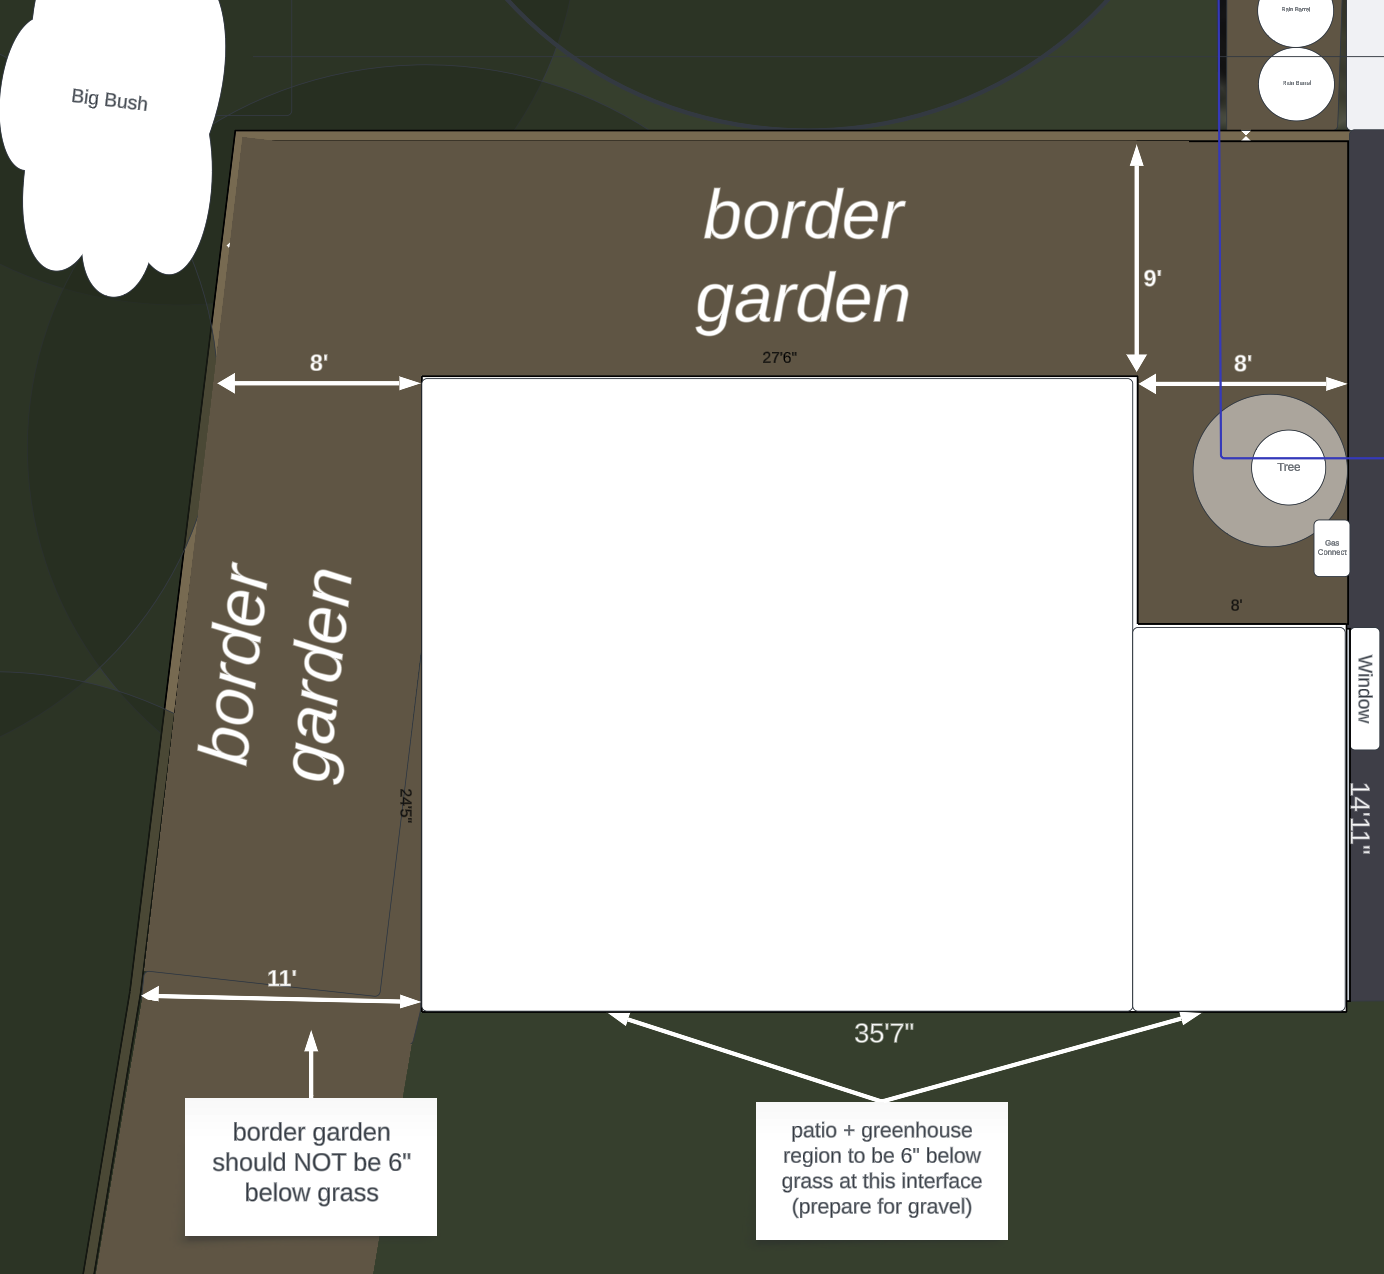 Rain Barrel
Rain Barrel
Big Bush
border
garden
9'
27'6"
8'
8'
Tree
Gas
Connect
8'
border
garden
Window
24'5"
14'11"
11'
35'7"
border garden
should NOT be 6"
below grass
patio + greenhouse
region to be 6" below
grass at this interface
(prepare for gravel)